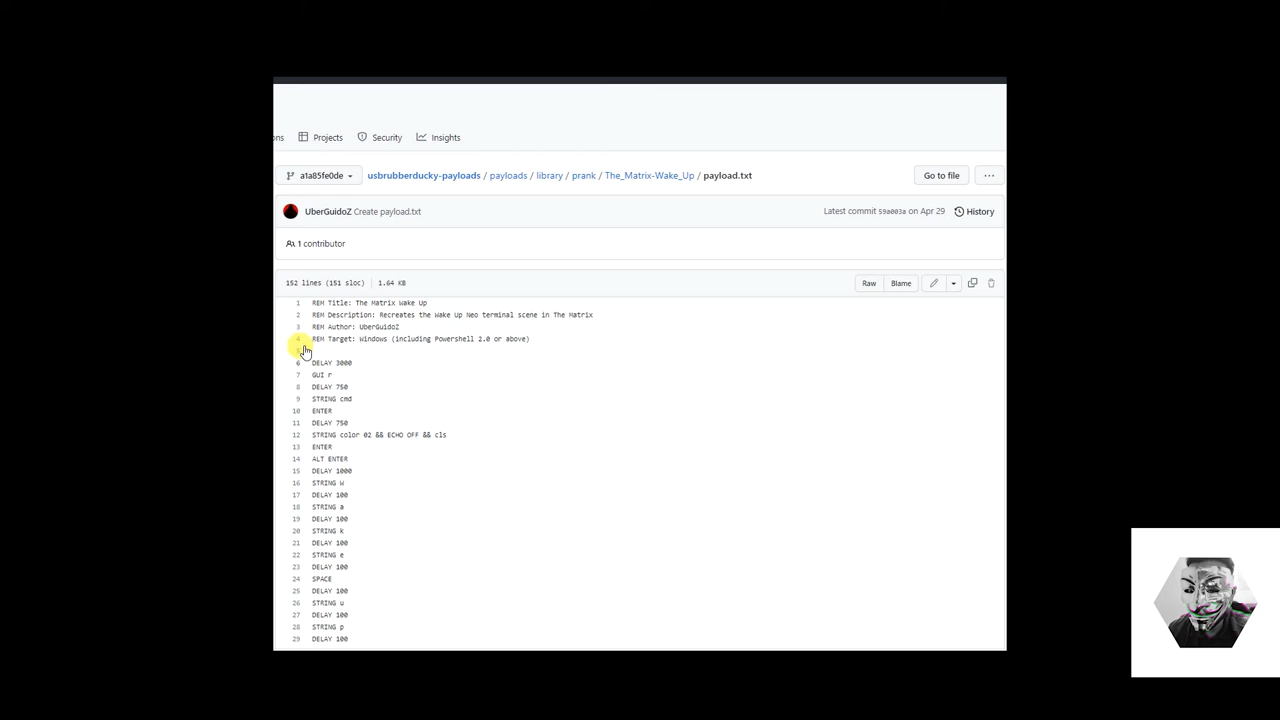 ons Projects Security Insights
a1a85fe0de usbrubberducky-payloads / payloads / library / prank / The_Matrix-Wake_Up / payload.txt Go to file ...
UberGuidoZ Create payload.txt Latest commit 59a003a on Apr 29 History
1 contributor
152 lines (151 sloc) 1.64 KB Raw Blame
1 REM Title: The Matrix Wake Up
2 REM Description: Recreates the Wake Up Neo terminal scene in The Matrix
3 REM Author: UberGuidoZ
4 REM Target: Windows (including Powershell 2.0 or above)
5
6 DELAY 3000
7 GUI r
8 DELAY 750
9 STRING cmd
10 ENTER
11 DELAY 750
12 STRING color 02 && ECHO OFF && cls
13 ENTER
14 ALT ENTER
15 DELAY 1000
16 STRING W
17 DELAY 100
18 STRING a
19 DELAY 100
20 STRING k
21 DELAY 100
22 STRING e
23 DELAY 100
24 SPACE
25 DELAY 100
26 STRING u
27 DELAY 100
28 STRING p
29 DELAY 100